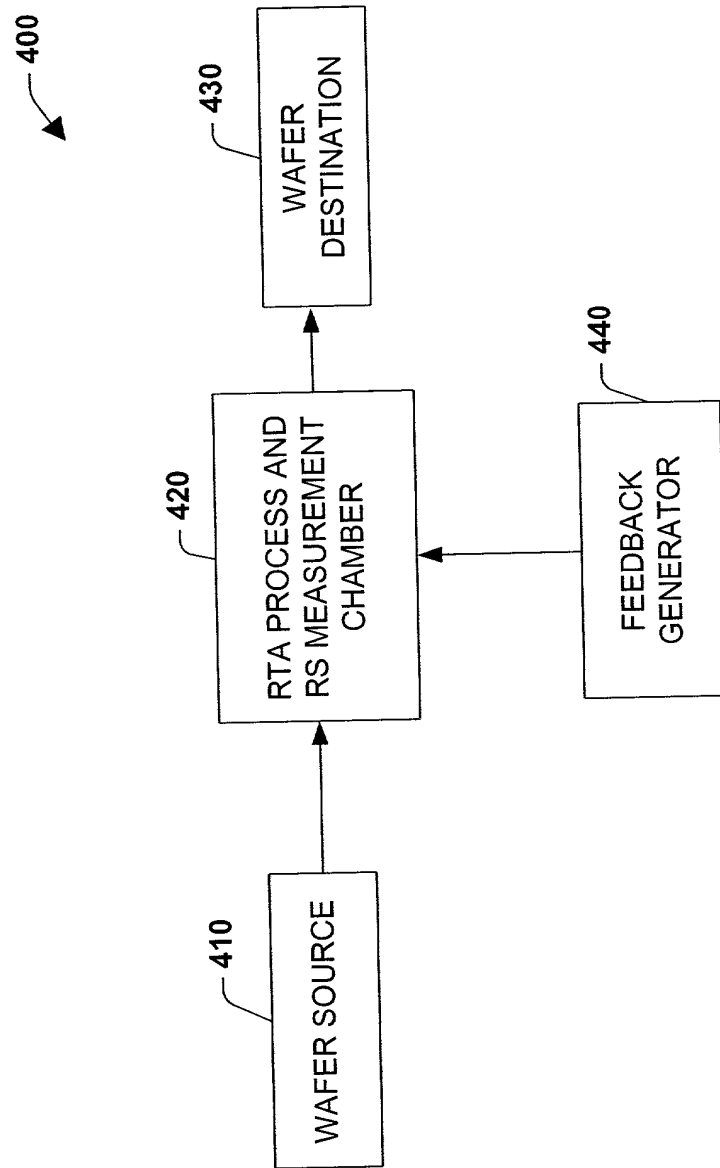 400
410
WAFER SOURCE
420
RTA PROCESS AND
RS MEASUREMENT
CHAMBER
430
WAFER
DESTINATION
440
FEEDBACK
GENERATOR